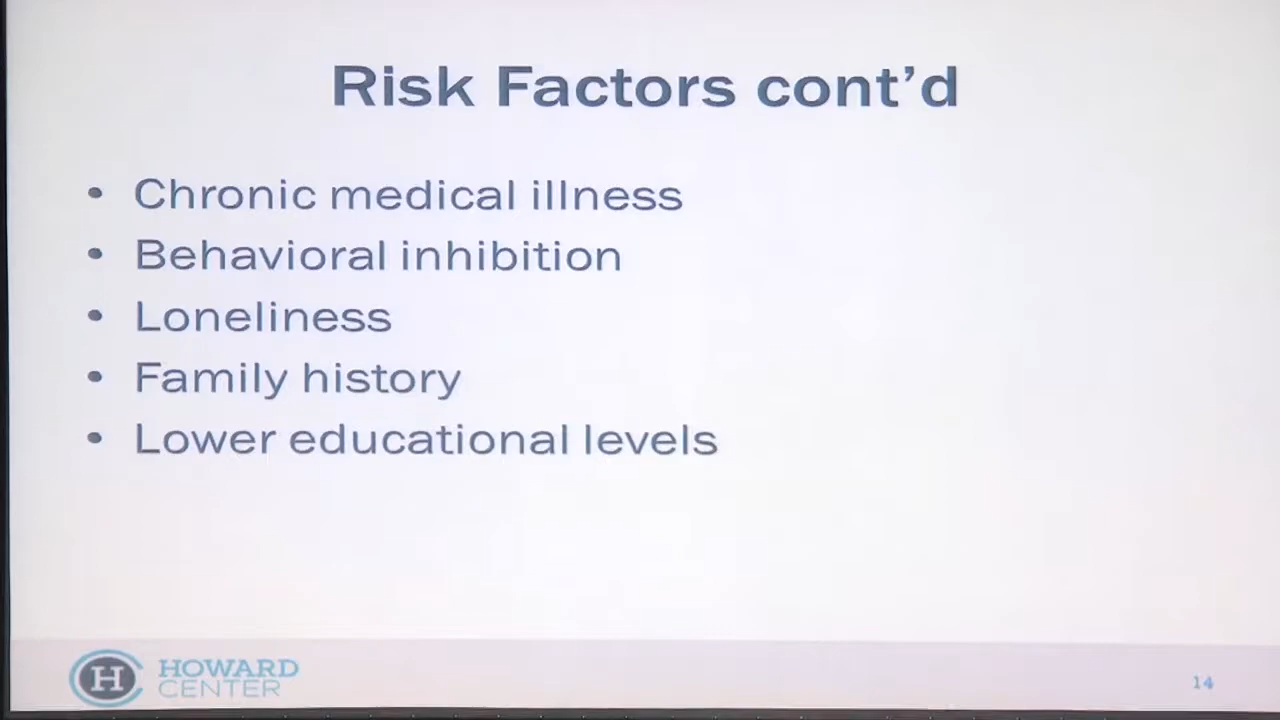 Risk Factors cont’d
• Chronic medical illness
• Behavioral inhibition
• Loneliness
• Family history
• Lower educational levels
H HOWARD
CENTER
14